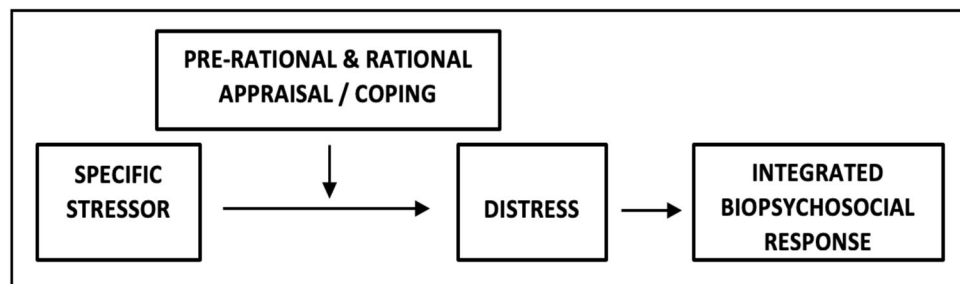 PRE-RATIONAL & RATIONAL
APPRAISAL / COPING
SPECIFIC
STRESSOR
DISTRESS
INTEGRATED
BIOPSYCHOSOCIAL
RESPONSE